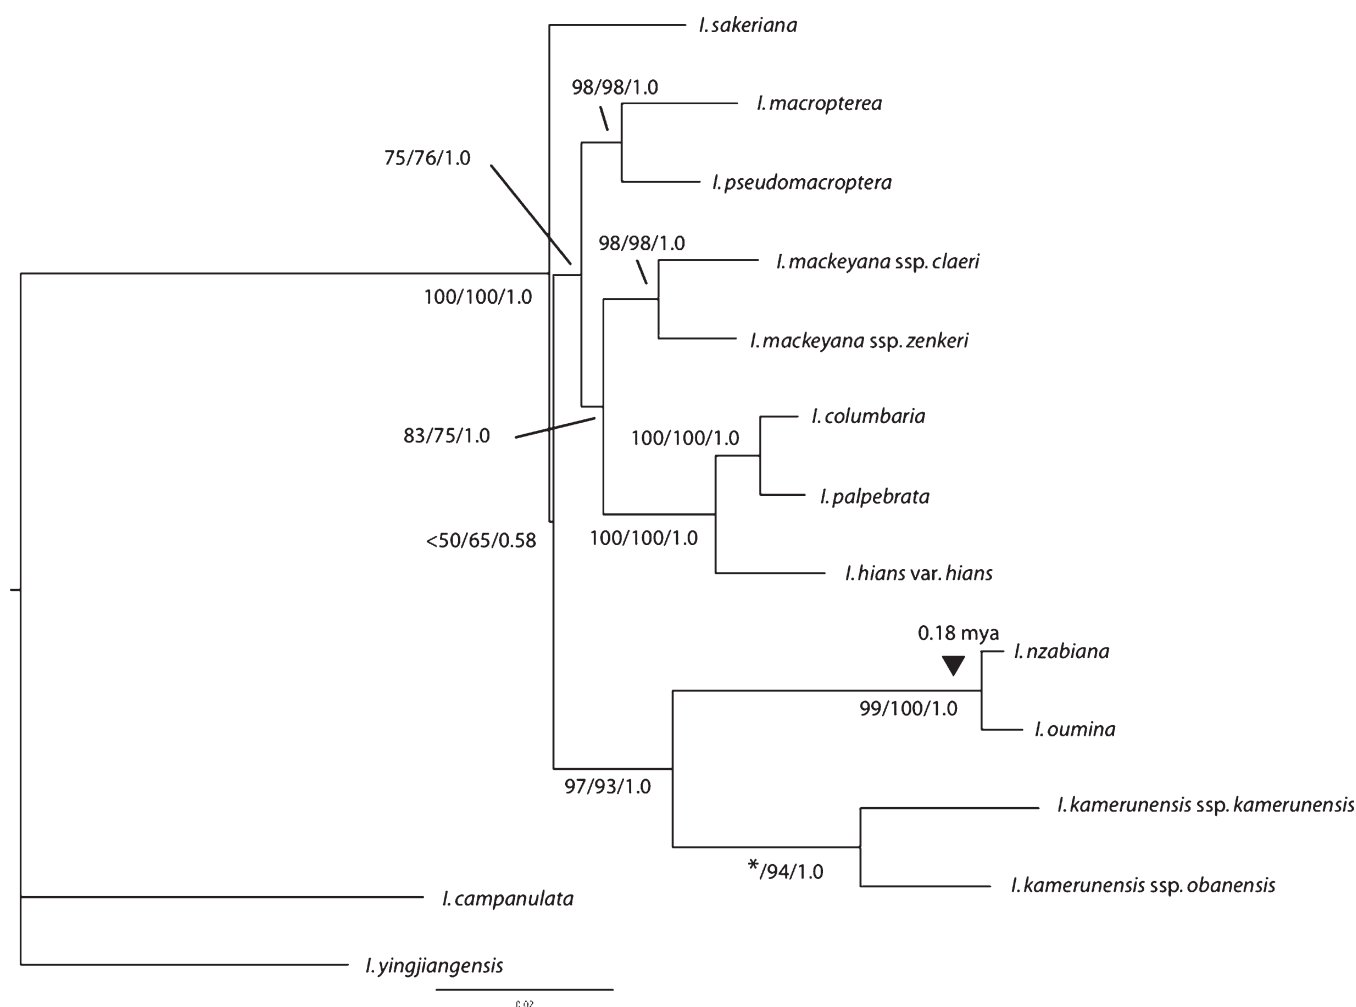 I. sakeriana
98/98/1.0
I. macropterea
75/76/1.0
I. pseudomacroptera
98/98/1.0
I. mackeyana ssp. claeri
100/100/1.0
I. mackeyana ssp. zenkeri
I. columbaria
83/75/1.0
100/100/1.0
I. palpebrata
<50/65/0.58
100/100/1.0
I. hians var. hians
0.18 mya
I. nzabiana
99/100/1.0
I. oumina
97/93/1.0
I. kamerunensis ssp. kamerunensis
*/94/1.0
I. kamerunensis ssp. obanensis
I. campanulata
I. yingjiangensis
0.02